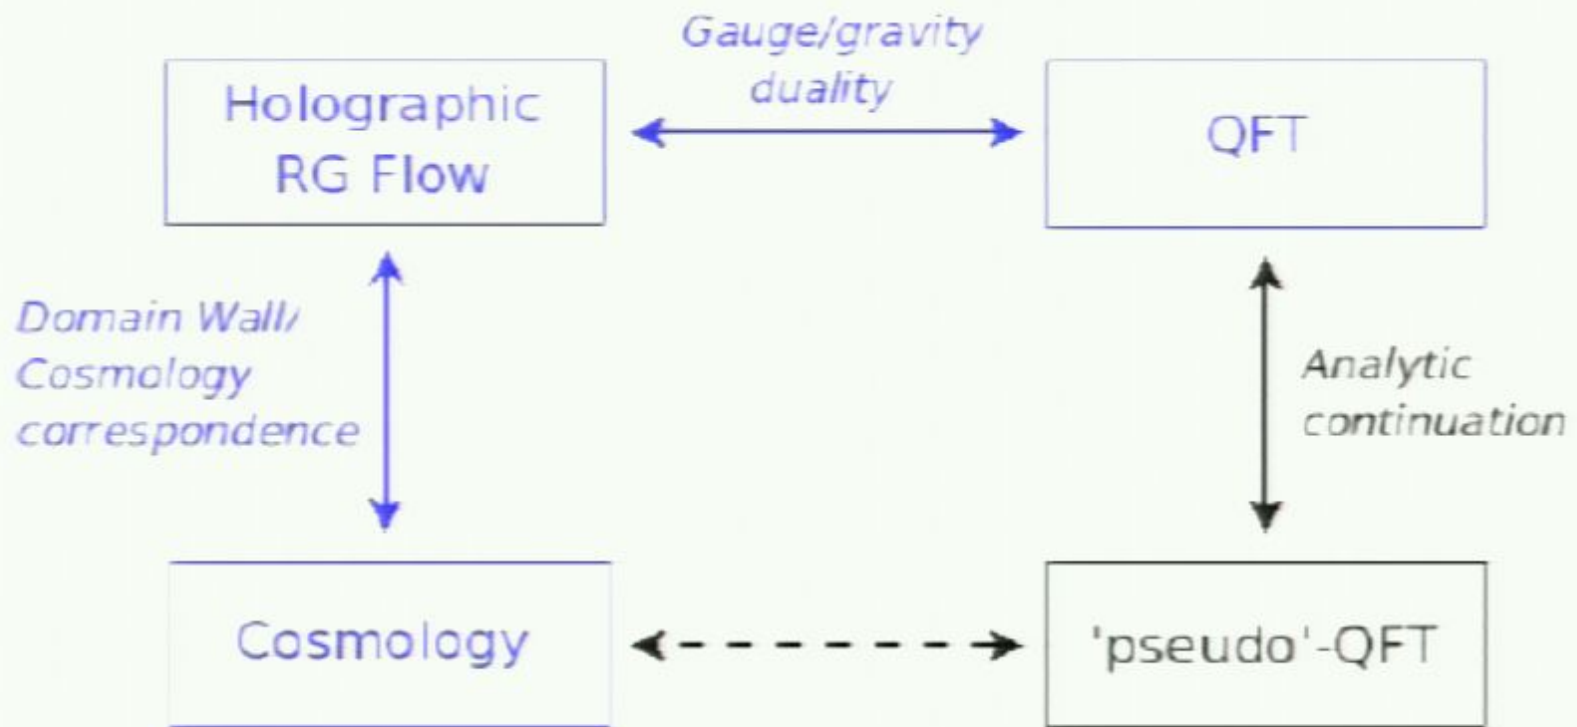 Gauge/gravity
duality
Holographic
RG Flow
QFT
Domain Wall/
Cosmology
correspondence
Analytic
continuation
Cosmology
'pseudo'-QFT